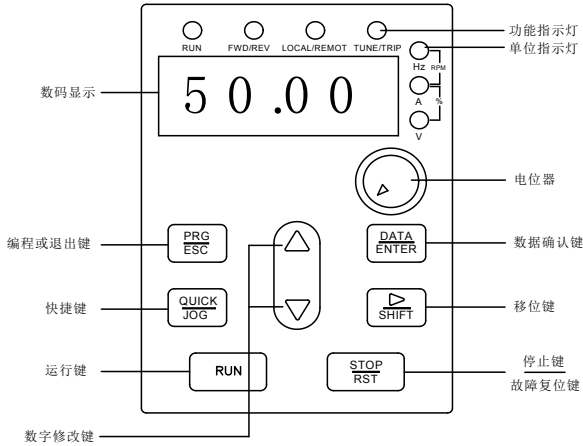 功能指示灯
RUN FWD/REV LOCAL/REMOT TUNE/TRIP
单位指示灯
Hz RPM
数码显示
50.00
A %
V
电位器
编程或退出键
PRG
ESC
DATA
ENTER
数据确认键
快捷键
QUICK
JOG
SHIFT
移位键
运行键
RUN
STOP
RST
停止键
故障复位键
数字修改键